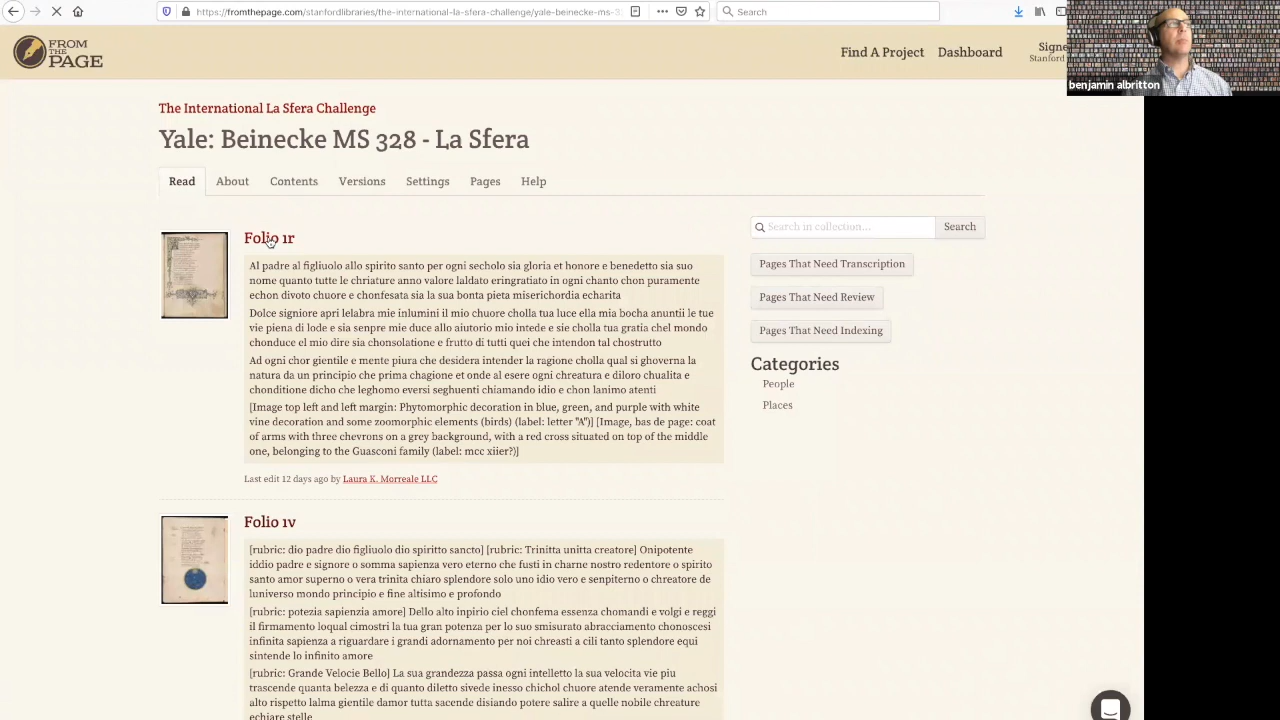 https://fromthepage.com/stanfordlibraries/the-international-la-sfera-challenge/yale-beinecke-ms-3
Search
FROM
THE
PAGE
Find A Project
Dashboard
Signe
Stanford
benjamin albritton
The International La Sfera Challenge
Yale: Beinecke MS 328 - La Sfera
Read About Contents Versions Settings Pages Help
Folio 1r
Al padre al figliuolo allo spirito santo per ogni secholo sia gloria et honore e benedetto sia suo
nome quanto tutte le chriature anno valore laldato eringratiato in ogni chanto chon puramente
echon divoto chuore e chonfesata sia la sua bonta pieta miserichordia echarita
Dolce signiore apri lelabra mie inlumini il mio chuore cholla tua luce ella mia bocha anuntii le tue
vie piena di lode e sia senpre mie duce allo aiutorio mio intede e sie cholla tua gratia chel mondo
chonduce el mio dire sia chonsolatione e frutto di tutti quei che intendon tal chostrutto
Ad ogni chor gientile e mente piura che desidera intender la ragione cholla qual si ghoverna la
natura da un principio che prima chagione et onde al esere ogni chreatura e diloro chualita e
chonditione dicho che leghomo eversi seghuenti chiamando idio e chon lanimo atenti
[Image top left and left margin: Phytomorphic decoration in blue, green, and purple with white
vine decoration and some zoomorphic elements (birds) (label: letter "A")] [Image, bas de page: coat
of arms with three chevrons on a grey background, with a red cross situated on top of the middle
one, belonging to the Guasconi family (label: mcc xiier?)]
Last edit 12 days ago by Laura K. Morreale LLC
Folio 1v
[rubric: dio padre dio figliuolo dio spiritto sancto] [rubric: Trinitta unitta creatore] Onipotente
iddio padre e signore o somma sapienza vero eterno che fusti in charne nostro redentore o spirito
santo amor superno o vera trinita chiaro splendore solo uno idio vero e senpiterno o chreatore de
luniverso mondo principio e fine altisimo e profondo
[rubric: potezia sapienzia amore] Dello alto inpirio ciel chonfema essenza chomandi e volgi e reggi
il firmamento loqual cimostri la tua gran potenza per lo suo smisurato abracciamento chonoscesi
infinita sapienza a riguardare i grandi adornamento per noi chreasti a cili tanto splendore equi
sintende lo infinito amore
[rubric: Grande Velocie Bello] La sua grandezza passa ogni intelletto la sua velocita vie piu
trascende quanta belezza e di quanto diletto sivede inesso chichol chuore atende veramente achosi
alto rispetto lalma gientile damor tutta sacende disiando potere salire a quelle nobile chreature
echiare stelle
Search in collection...
Search
Pages That Need Transcription
Pages That Need Review
Pages That Need Indexing
Categories
People
Places